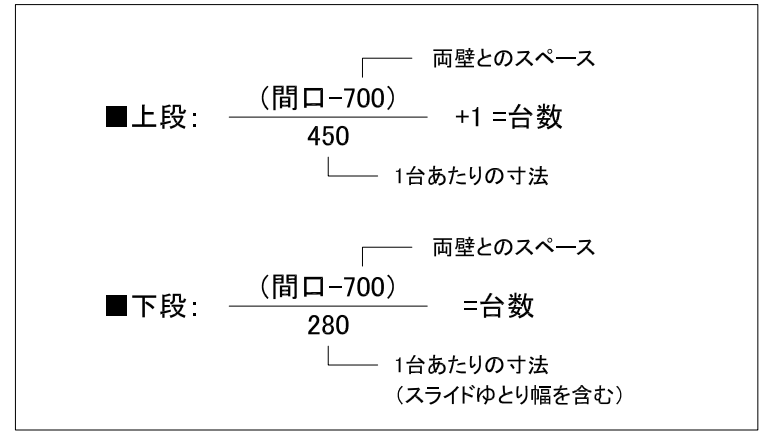 両壁とのスペース
■上段: (間口-700) +1 =台数
450
1台あたりの寸法
両壁とのスペース
■下段: (間口-700) =台数
280
1台あたりの寸法
(スライドゆとり幅を含む)